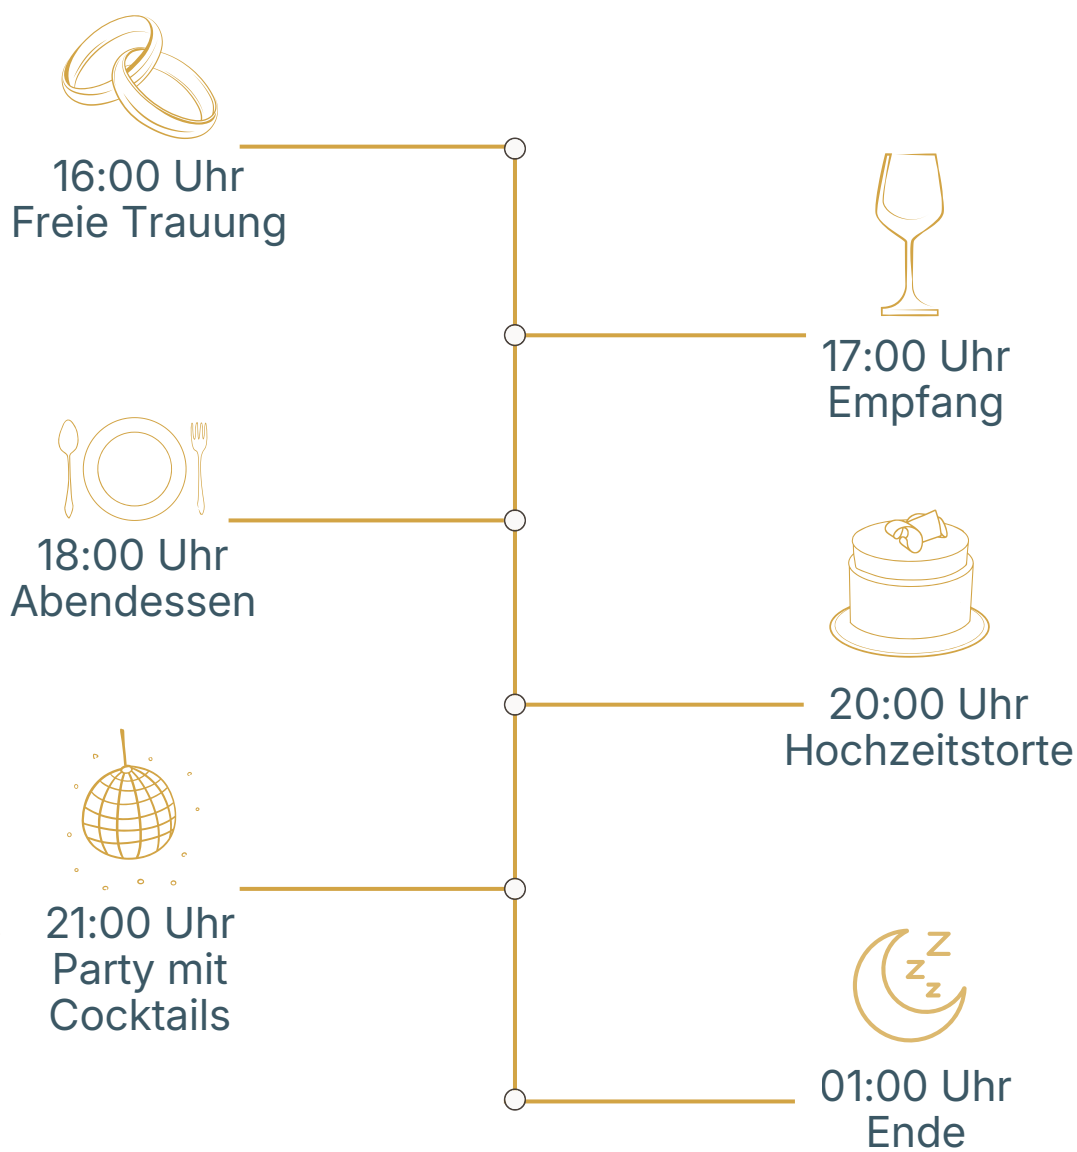 16:00 Uhr
Freie Trauung
17:00 Uhr
Empfang
18:00 Uhr
Abendessen
20:00 Uhr
Hochzeitstorte
21:00 Uhr
Party mit
Cocktails
z
z
z
01:00 Uhr
Ende